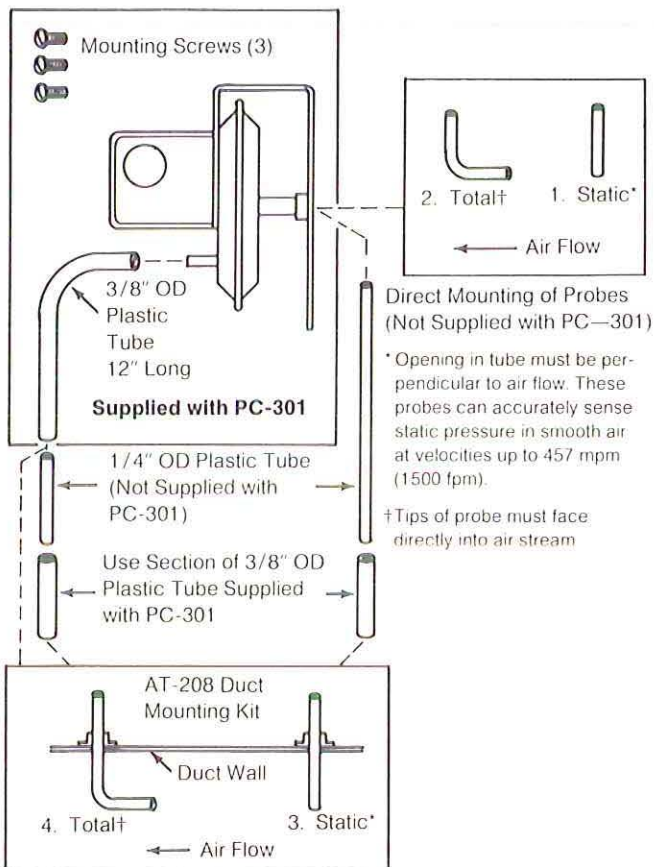 Mounting Screws (3)
3/8" OD
Plastic
Tube
12" Long
Supplied with PC-301
2. Total†
1. Static*
Air Flow
Direct Mounting of Probes
(Not Supplied with PC—301)
* Opening in tube must be per-
pendicular to air flow. These
probes can accurately sense
static pressure in smooth air
at velocities up to 457 mpm
(1500 fpm).
†Tips of probe must face
directly into air stream
1/4" OD Plastic Tube
(Not Supplied with
PC-301)
Use Section of 3/8" OD
Plastic Tube Supplied
with PC-301
AT-208 Duct
Mounting Kit
Duct Wall
4. Total†
3. Static*
Air Flow